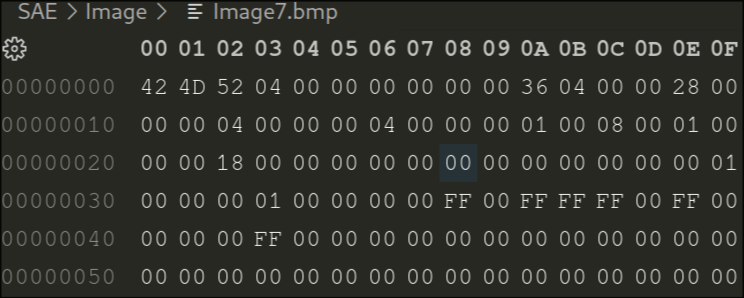 SAE > Image > Image7.bmp
00 01 02 03 04 05 06 07 08 09 0A 0B 0C 0D 0E 0F
00000000 42 4D 52 04 00 00 00 00 00 00 36 04 00 00 28 00
00000010 00 00 04 00 00 00 04 00 00 00 01 00 08 00 01 00
00000020 00 00 18 00 00 00 00 00 00 00 00 00 00 00 00 01
00000030 00 00 00 01 00 00 00 00 FF 00 FF FF FF 00 FF 00
00000040 00 00 00 FF 00 00 00 00 00 00 00 00 00 00 00 00
00000050 00 00 00 00 00 00 00 00 00 00 00 00 00 00 00 00